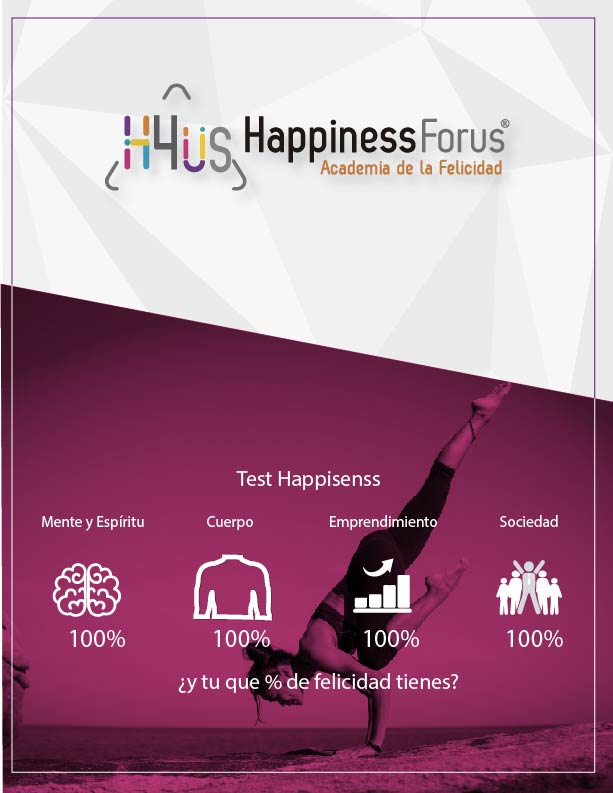 H4US HappinessForus®
Academia de la Felicidad
Test Happisenss
Mente y Espíritu Cuerpo Emprendimiento Sociedad
100% 100% 100% 100%
¿y tu que % de felicidad tienes?